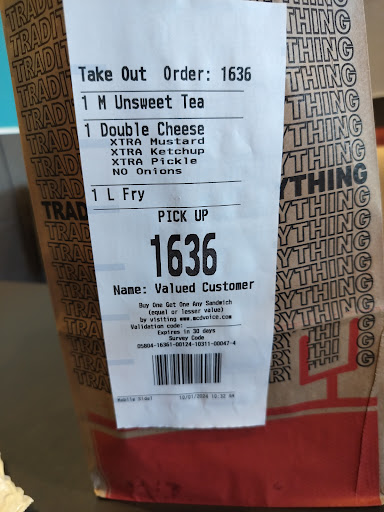 Take Out Order: 1636
1 M Unsweet Tea
1 Double Cheese
XTRA Mustard
XTRA Ketchup
XTRA Pickle
NO Onions
1 L Fry
PICK UP
1636
Name: Valued Customer
Buy One Get One Any Sandwich
(equal or lesser value)
by visiting www.mcdvoice.com
Validation code:
Expires in 30 days
Survey Code